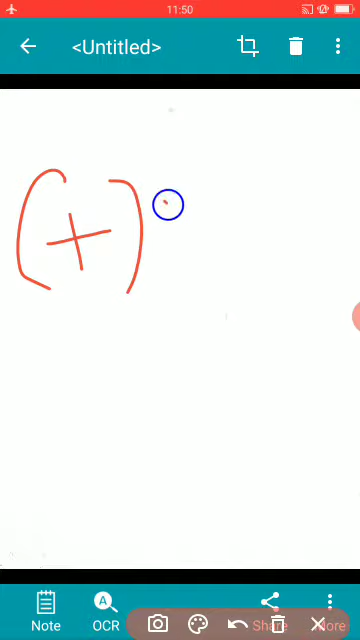 11:50
<Untitled>
(+)
Note
OCR
Share
More